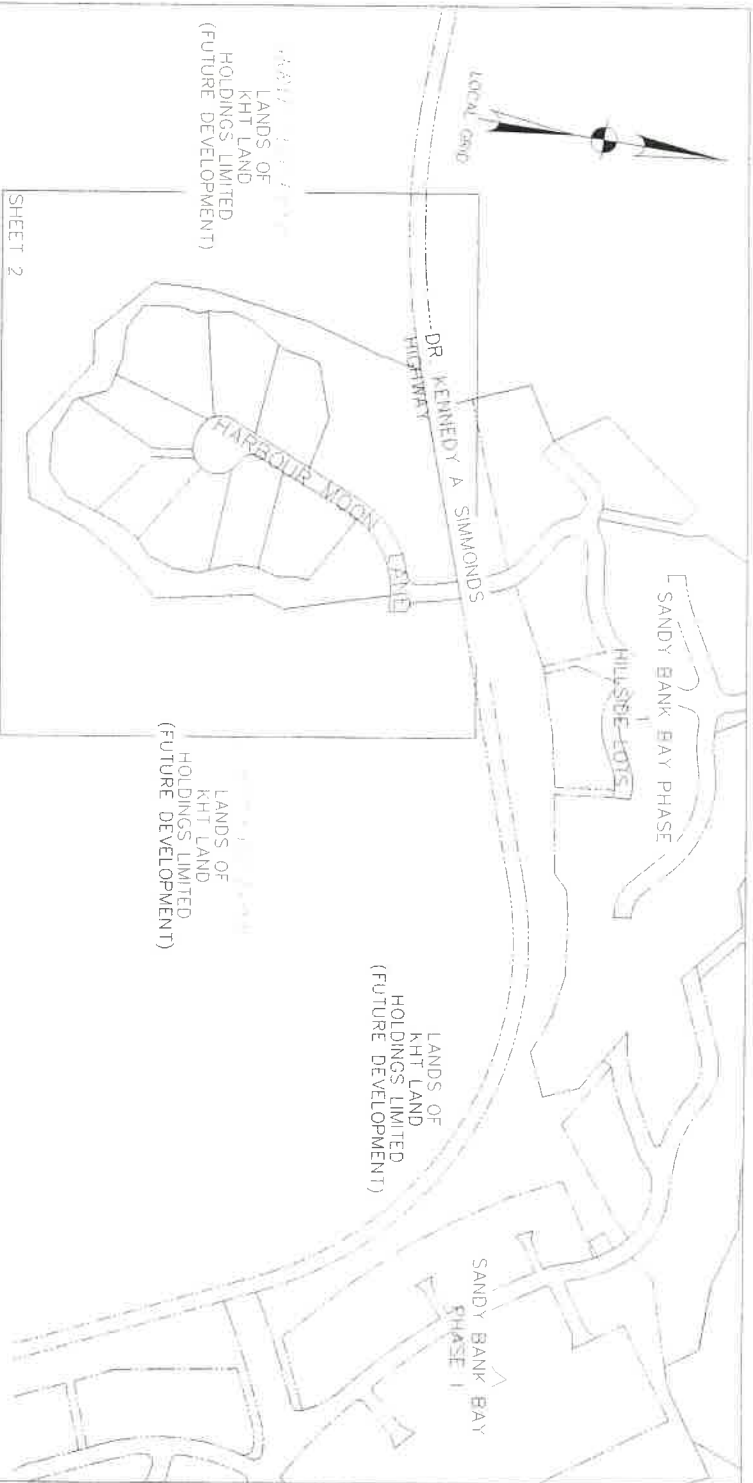 LOCAL GRID
LANDS OF
KHT LAND
HOLDINGS LIMITED
(FUTURE DEVELOPMENT)
SHEET 2
DR. KENNEDY A SIMMONDS
HIGHWAY
HARBOUR MOON
LANE
SANDY BANK BAY PHASE
1
HILLSIDE LOTS
LANDS OF
KHT LAND
HOLDINGS LIMITED
(FUTURE DEVELOPMENT)
LANDS OF
KHT LAND
HOLDINGS LIMITED
(FUTURE DEVELOPMENT)
SANDY BANK BAY
PHASE 1